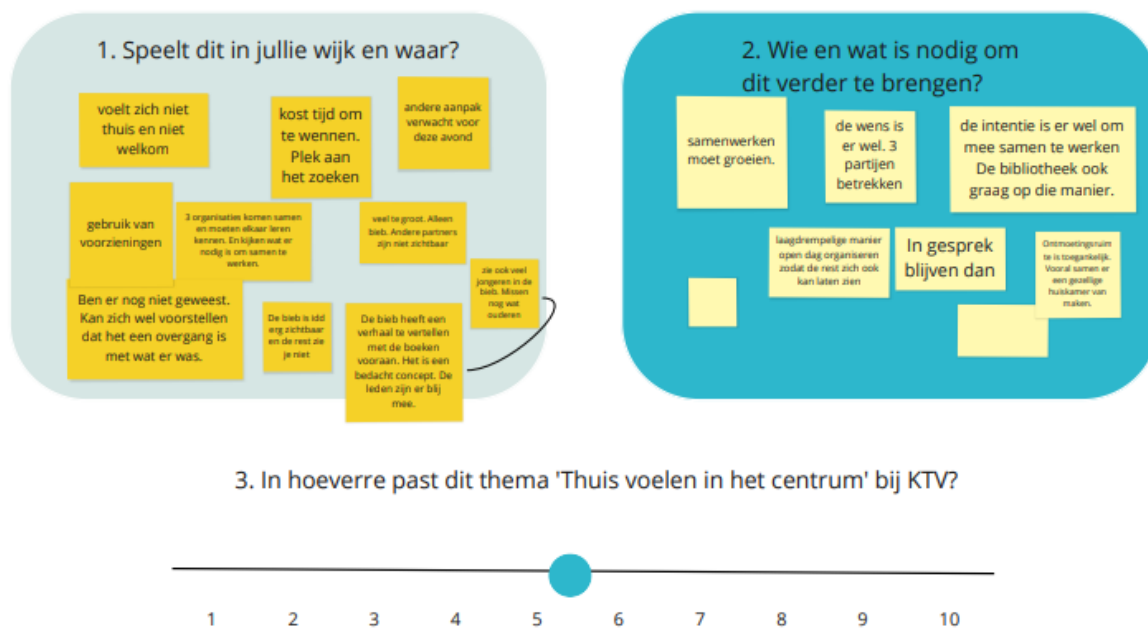 1. Speelt dit in jullie wijk en waar?
voelt zich niet
thuis en niet
welkom
kost tijd om
te wennen.
Plek aan
het zoeken
andere aanpak
verwacht voor
deze avond
gebruik van
voorzieningen
3 organisaties komen samen
en moeten elkaar leren
kennen. En kijken wat er
nodig is om samen te
werken.
veel te groot. Alleen
bieb. Andere partners
zijn niet zichtbaar
zie ook veel
jongeren in de
bieb. Missen
nog wat
ouderen
Ben er nog niet geweest.
Kan zich wel voorstellen
dat het een overgang is
met wat er was.
De bieb is idd
erg zichtbaar
en de rest zie
je niet
De bieb heeft een
verhaal te vertellen
met de boeken
vooraan. Het is een
bedacht concept. De
leden zijn er blij
mee.
2. Wie en wat is nodig om
dit verder te brengen?
samenwerken
moet groeien.
de wens is
er wel. 3
partijen
betrekken
de intentie is er wel om
mee samen te werken
De bibliotheek ook
graag op die manier.
laagdrempelige manier
open dag organiseren
zodat de rest zich ook
kan laten zien
In gesprek
blijven dan
Ontmoetingsruim
te is toegankelijk.
Vooral samen er
een gezellige
huiskamer van
maken.
3. In hoeverre past dit thema 'Thuis voelen in het centrum' bij KTV?
1 2 3 4 5 6 7 8 9 10